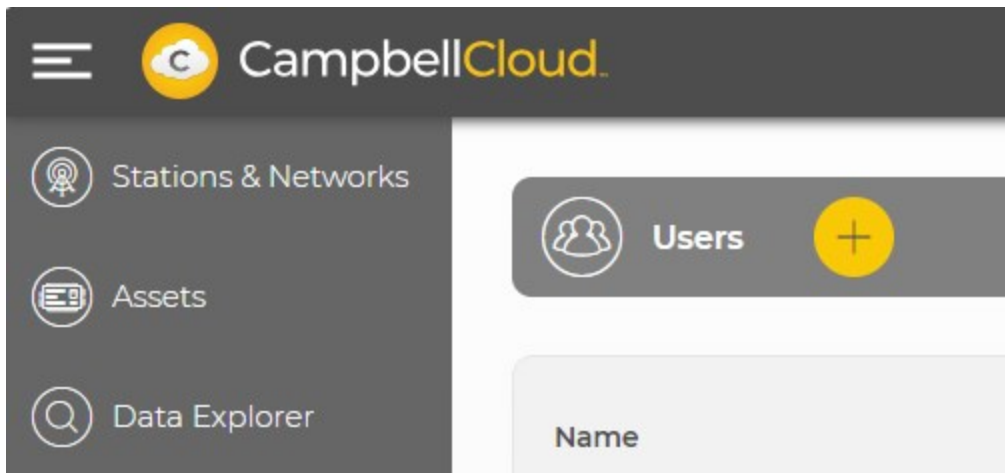 CampbellCloud
Stations & Networks
Users
Assets
Data Explorer
Name